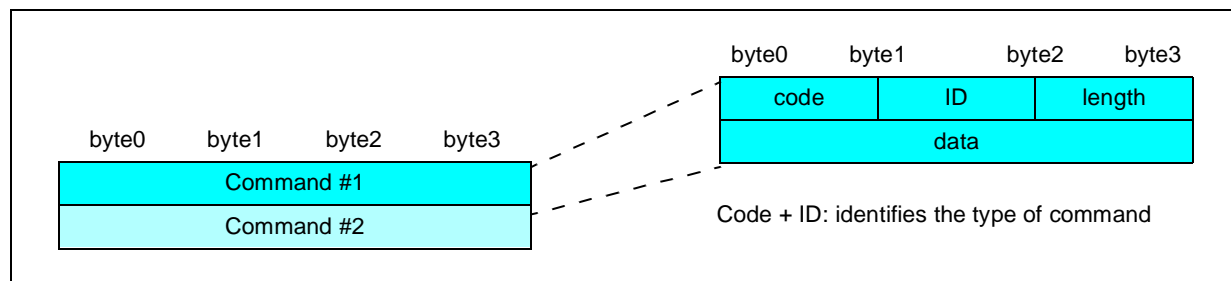 byte0 byte1 byte2 byte3
code ID length
data
byte0 byte1 byte2 byte3
Command #1
Command #2
Code + ID: identifies the type of command